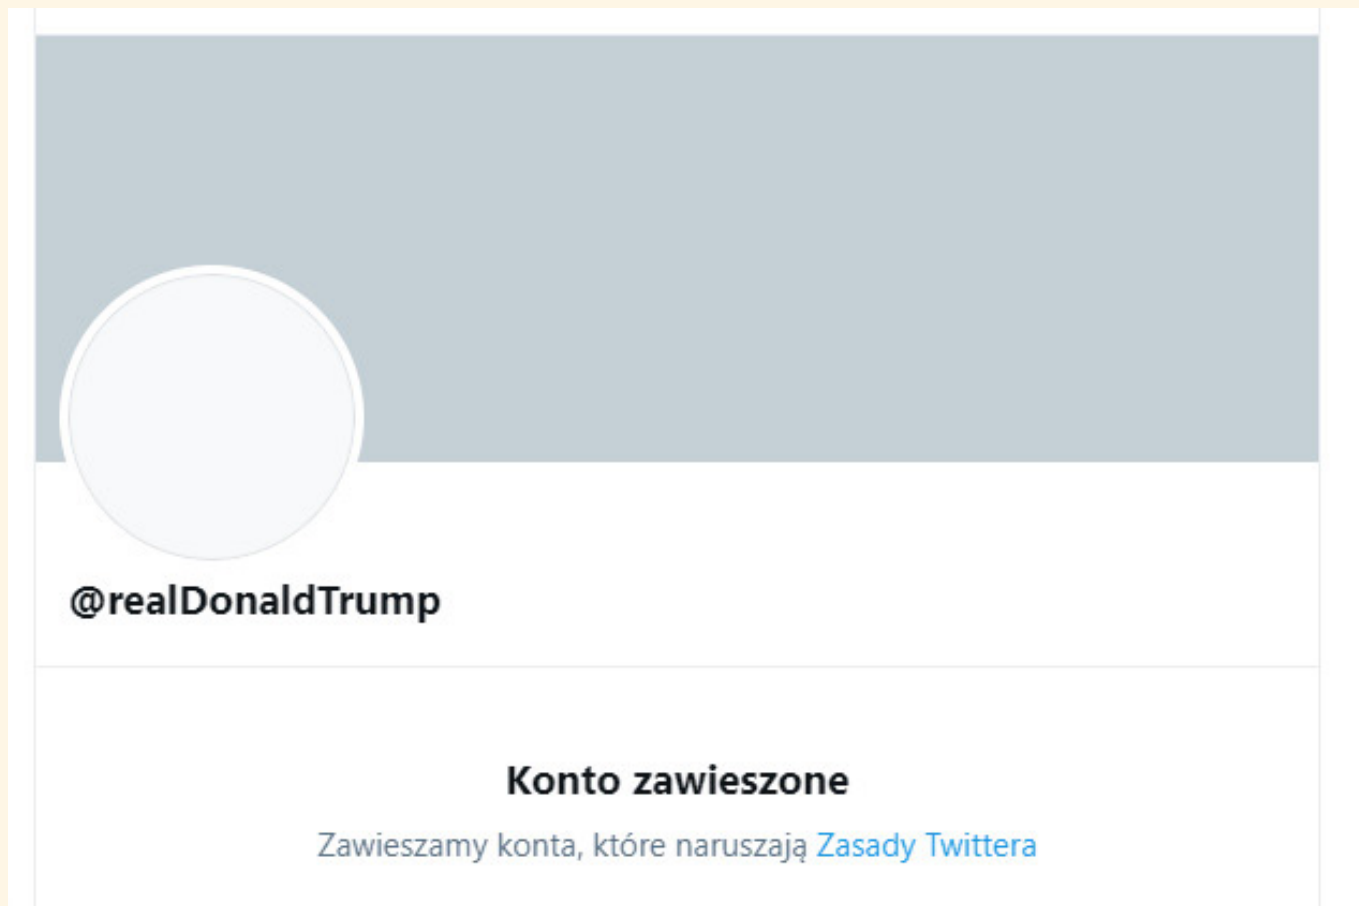 @realDonaldTrump
Konto zawieszone
Zawieszamy konta, które naruszają Zasady Twittera